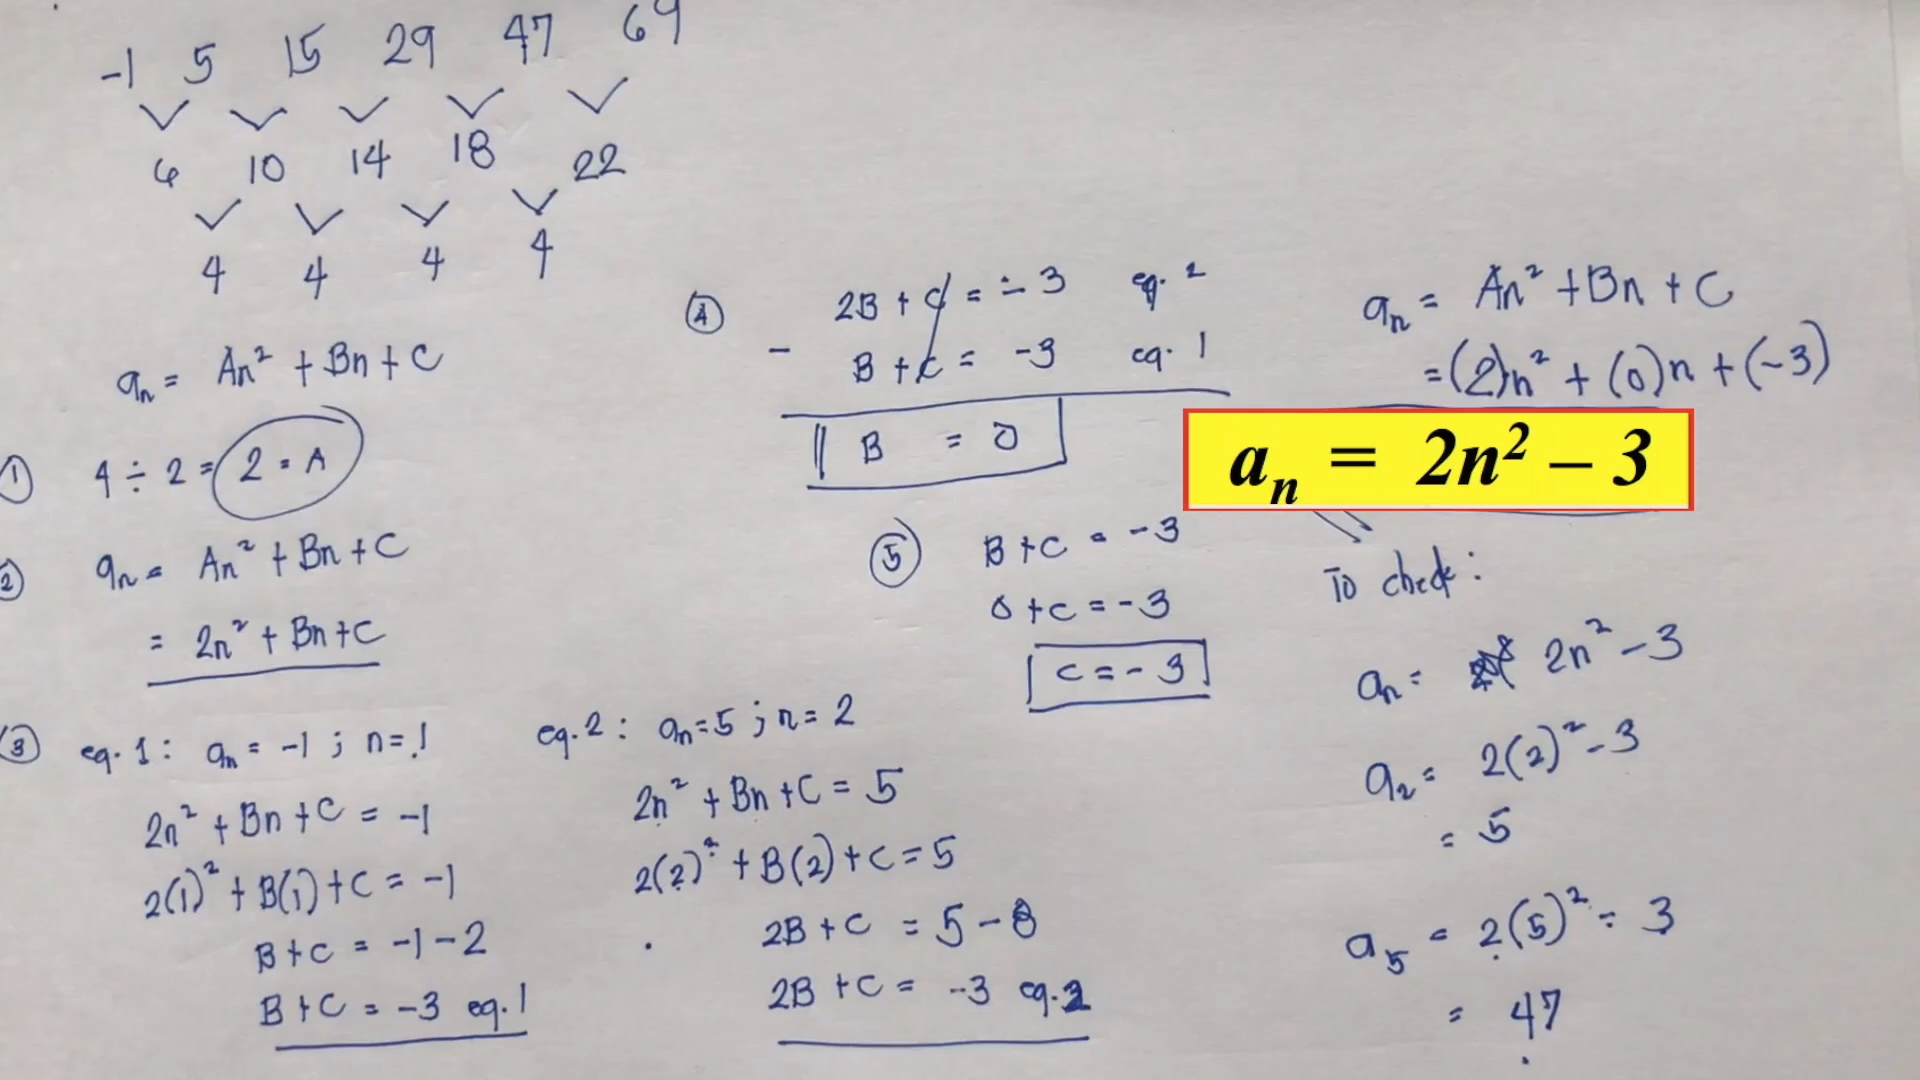 -1 5 15 29 47 69
6 10 14 18 22
4 4 4 4
aₙ = An² + Bn + C
① 4 ÷ 2 = 2 = A
② aₙ = An² + Bn + C
= 2n² + Bn + C
③ eq. 1: aₙ = -1 ; n = 1
2n² + Bn + C = -1
2(1)² + B(1) + C = -1
B + C = -1 - 2
B + C = -3 eq. 1
eq. 2: aₙ = 5 ; n = 2
2n² + Bn + C = 5
2(2)² + B(2) + C = 5
2B + C = 5 - 8
2B + C = -3 eq. 2
④ 2B + C = -3 eq. 2
- B + C = -3 eq. 1
B = 0
⑤ B + C = -3
0 + C = -3
C = -3
aₙ = An² + Bn + C
= (2)n² + (0)n + (-3)
aₙ = 2n² – 3
To check:
aₙ = 2n² - 3
a₂ = 2(2)² - 3
= 5
a₅ = 2(5)² - 3
= 47